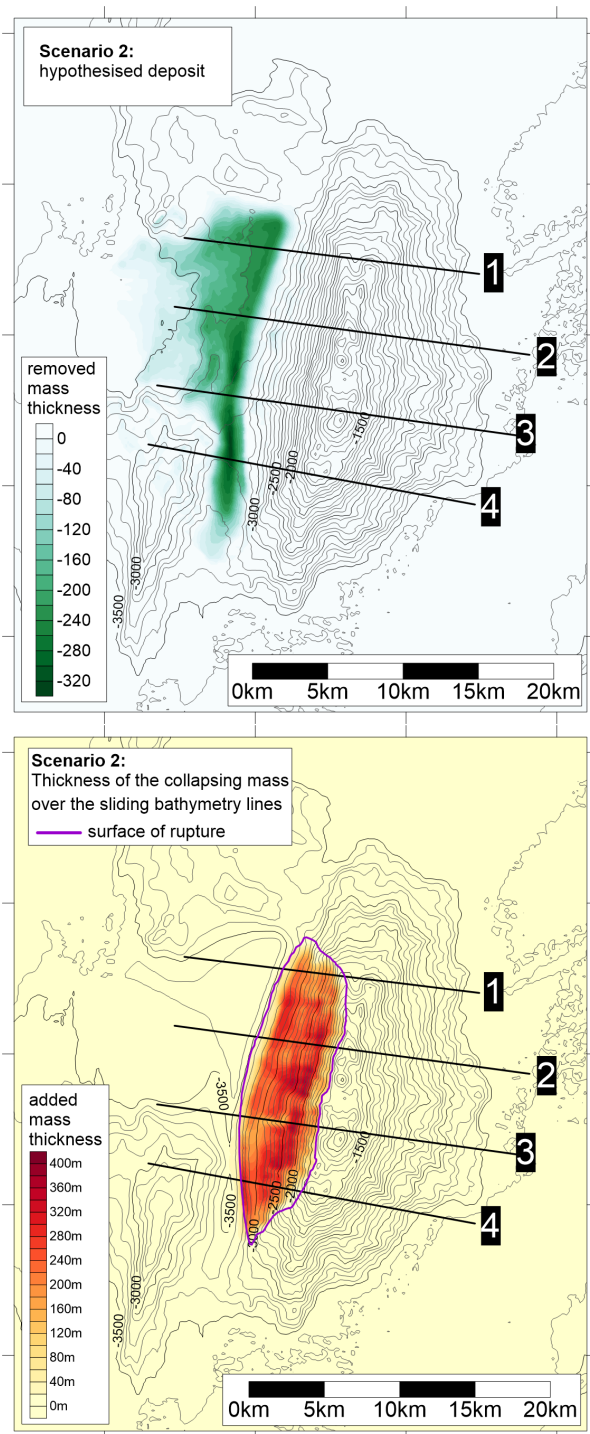 Scenario 2:
hypothesised deposit
1
2
3
4
-1500
-2000
-2500
-3000
-3000
-3500
removed
mass
thickness
0
-40
-80
-120
-160
-200
-240
-280
-320
0km 5km 10km 15km 20km
Scenario 2:
Thickness of the collapsing mass
over the sliding bathymetry lines
surface of rupture
1
2
3
4
-3500
-1500
-2000
-2500
-3500
-3000
-3000
-3500
added
mass
thickness
400m
360m
320m
280m
240m
200m
160m
120m
80m
40m
0m
0km 5km 10km 15km 20km